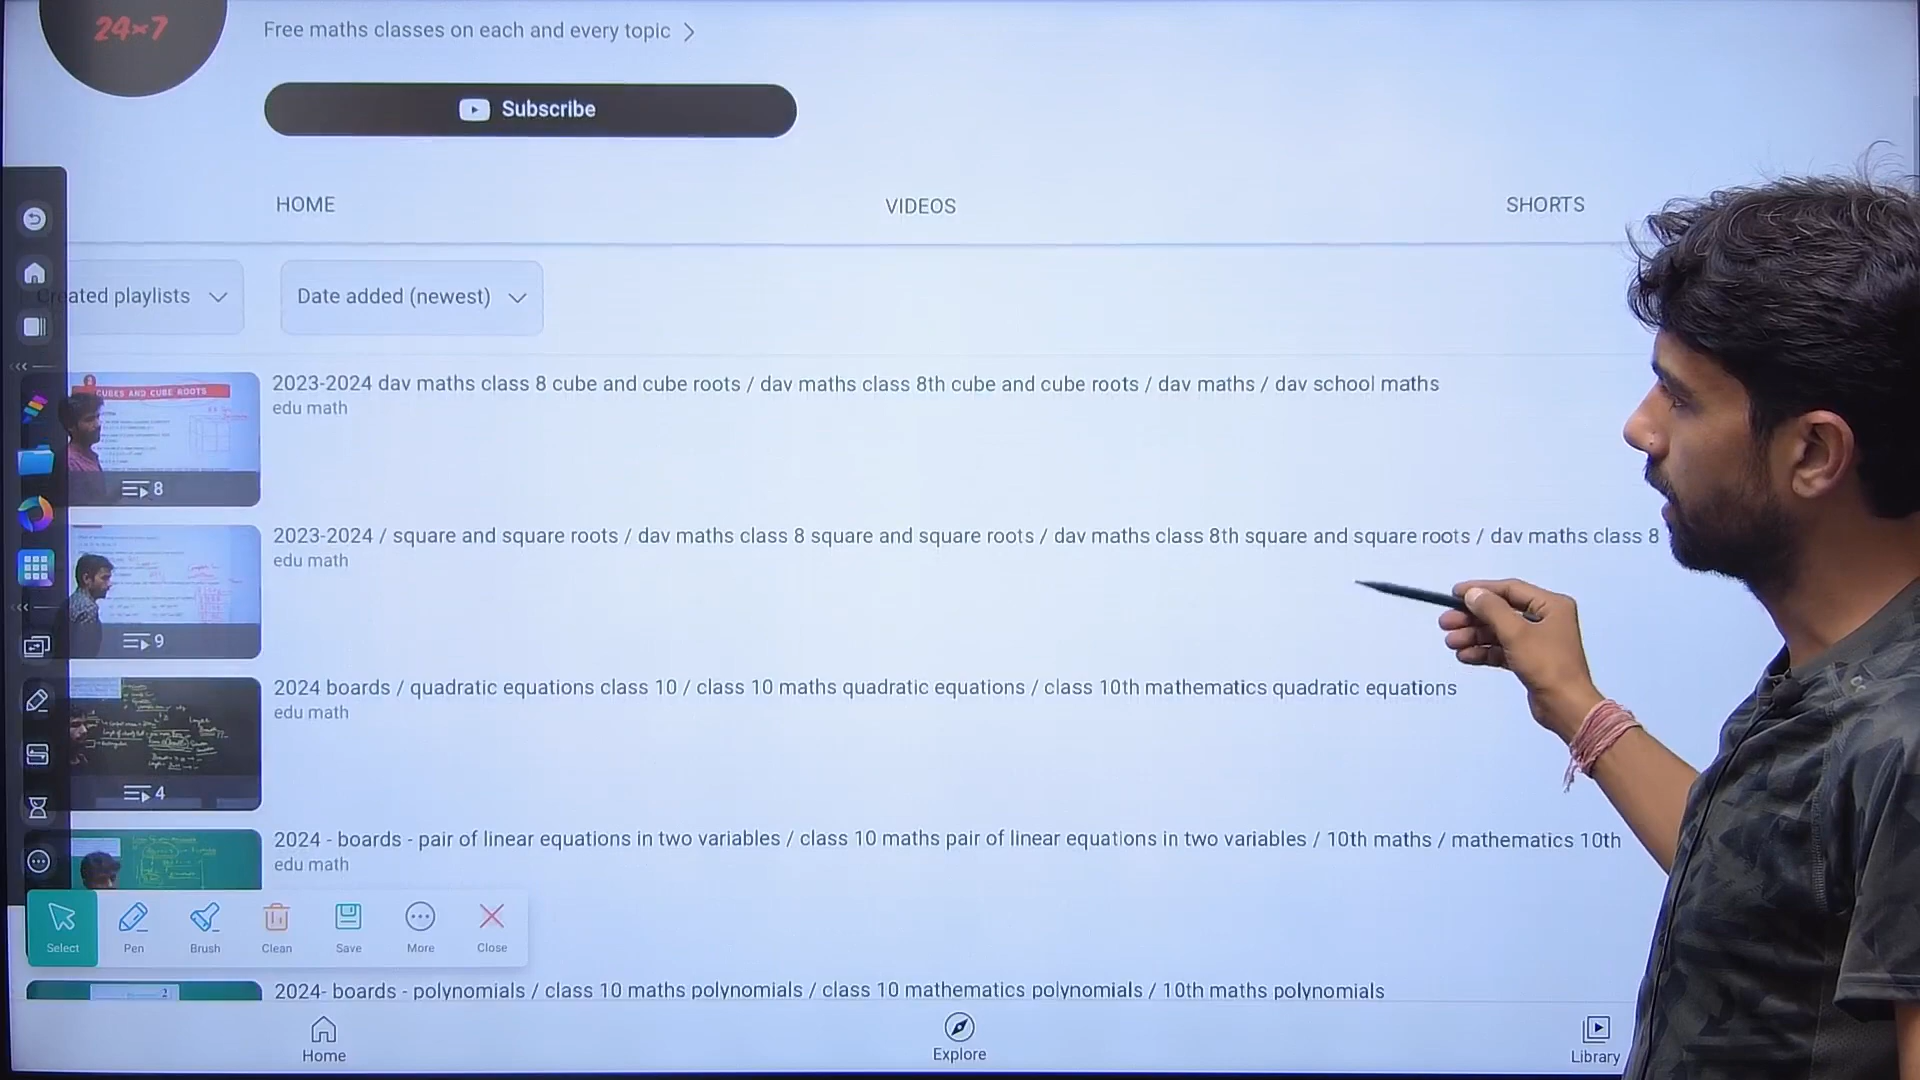 24×7
Free maths classes on each and every topic
Subscribe
HOME
VIDEOS
SHORTS
Created playlists
Date added (newest)
CUBES AND CUBE ROOTS
8
2023-2024 dav maths class 8 cube and cube roots / dav maths class 8th cube and cube roots / dav maths / dav school maths
edu math
9
2023-2024 / square and square roots / dav maths class 8 square and square roots / dav maths class 8th square and square roots / dav maths class 8
edu math
4
2024 boards / quadratic equations class 10 / class 10 maths quadratic equations / class 10th mathematics quadratic equations
edu math
2024 - boards - pair of linear equations in two variables / class 10 maths pair of linear equations in two variables / 10th maths / mathematics 10th
edu math
Select
Pen
Brush
Clean
Save
More
Close
2024- boards - polynomials / class 10 maths polynomials / class 10 mathematics polynomials / 10th maths polynomials
Home
Explore
Library